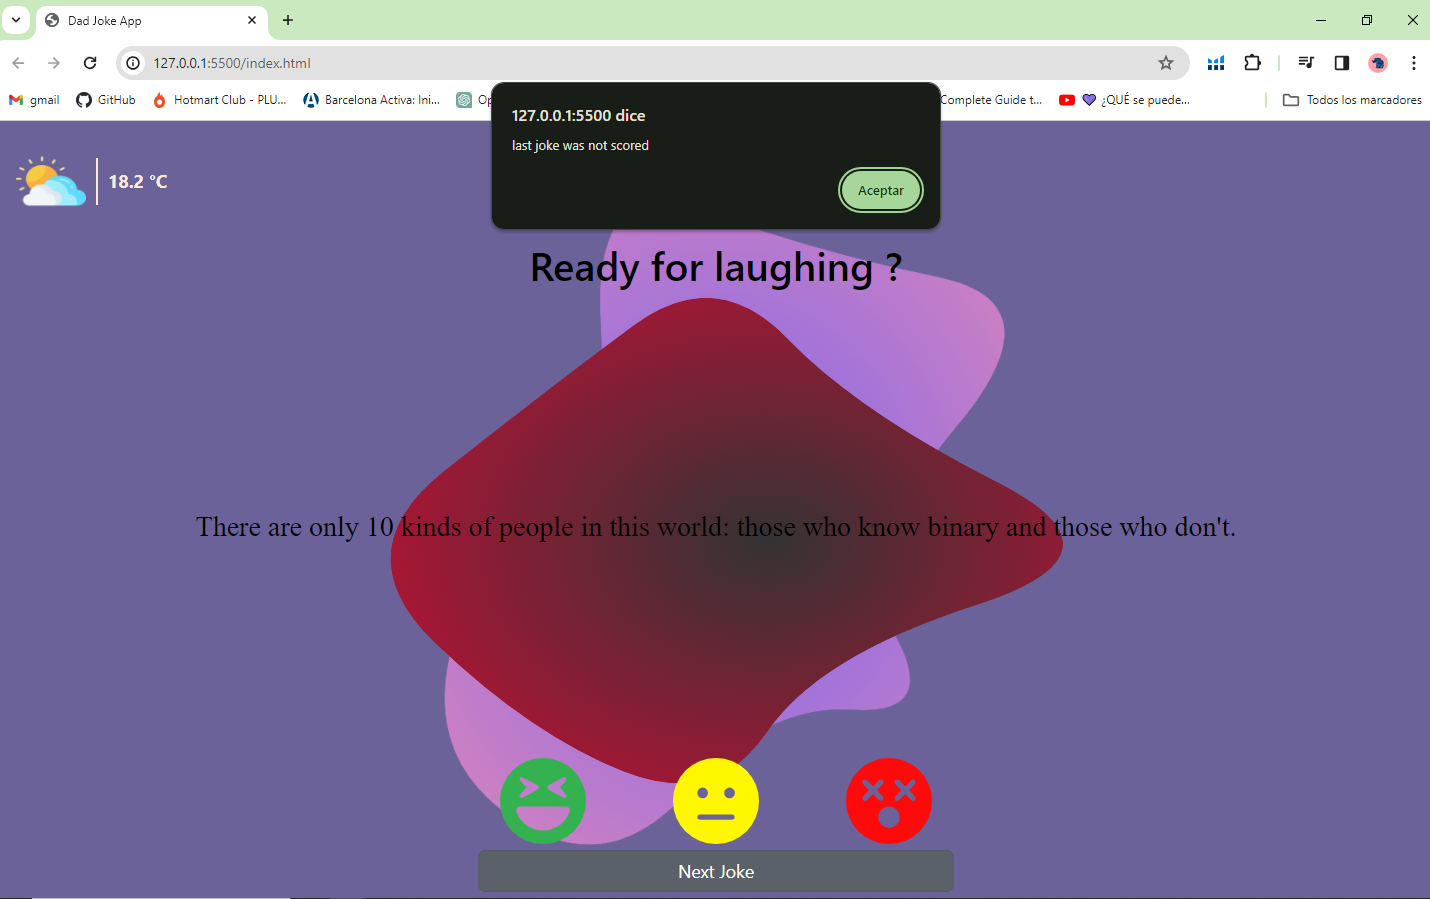 Dad Joke App
127.0.0.1:5500/index.html
gmail
GitHub
Hotmart Club - PLU...
Barcelona Activa: Ini...
Complete Guide t...
¿QUÉ se puede...
Todos los marcadores
127.0.0.1:5500 dice
last joke was not scored
Aceptar
18.2 °C
Ready for laughing ?
There are only 10 kinds of people in this world: those who know binary and those who don't.
Next Joke